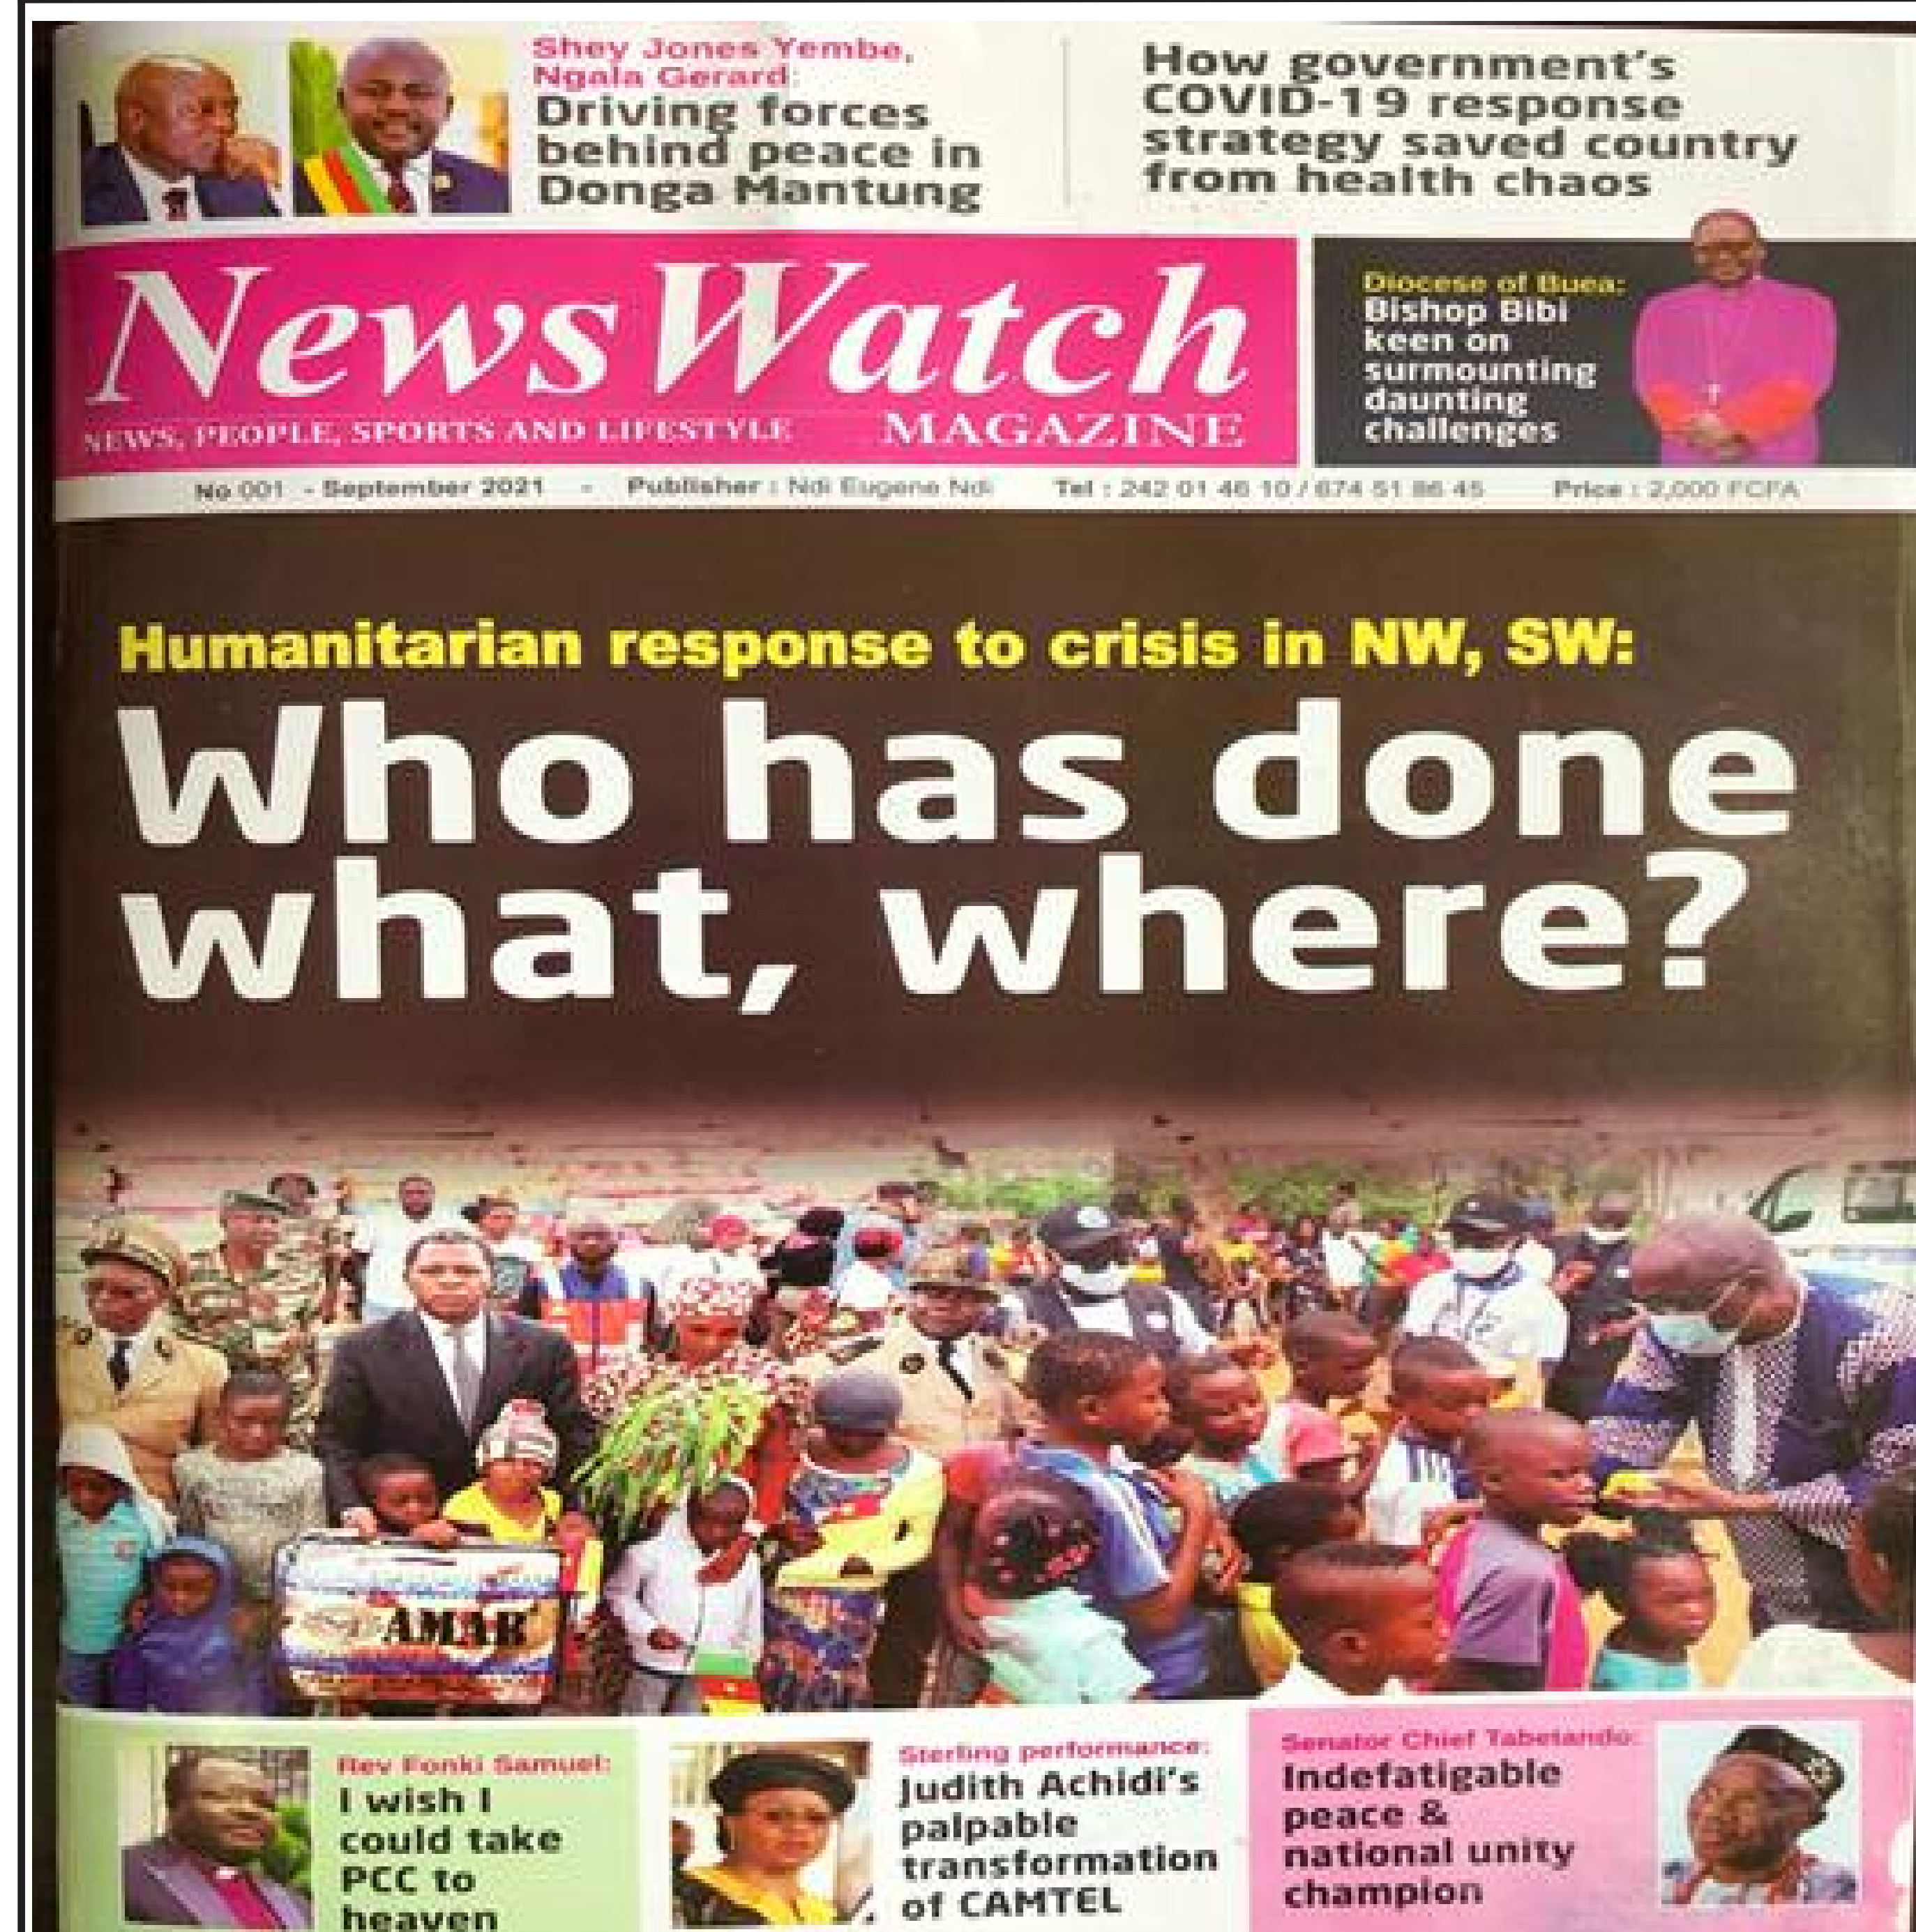 Shey Jones Yembe,
Ngala Gerard:
Driving forces
behind peace in
Donga Mantung
How government's
COVID-19 response
strategy saved country
from health chaos
NewsWatch
NEWS, PEOPLE, SPORTS AND LIFESTYLE MAGAZINE
Diocese of Buea:
Bishop Bibi
keen on
surmounting
daunting
challenges
No 001 - September 2021 - Publisher : Ndi Eugene Ndi Tel : 242 01 46 10 / 674 51 86 45 Price : 2,000 FCFA
Humanitarian response to crisis in NW, SW:
Who has done
what, where?
Rev Fonki Samuel:
I wish I
could take
PCC to
heaven
Sterling performance:
Judith Achidi's
palpable
transformation
of CAMTEL
Senator Chief Tabetando:
Indefatigable
peace &
national unity
champion